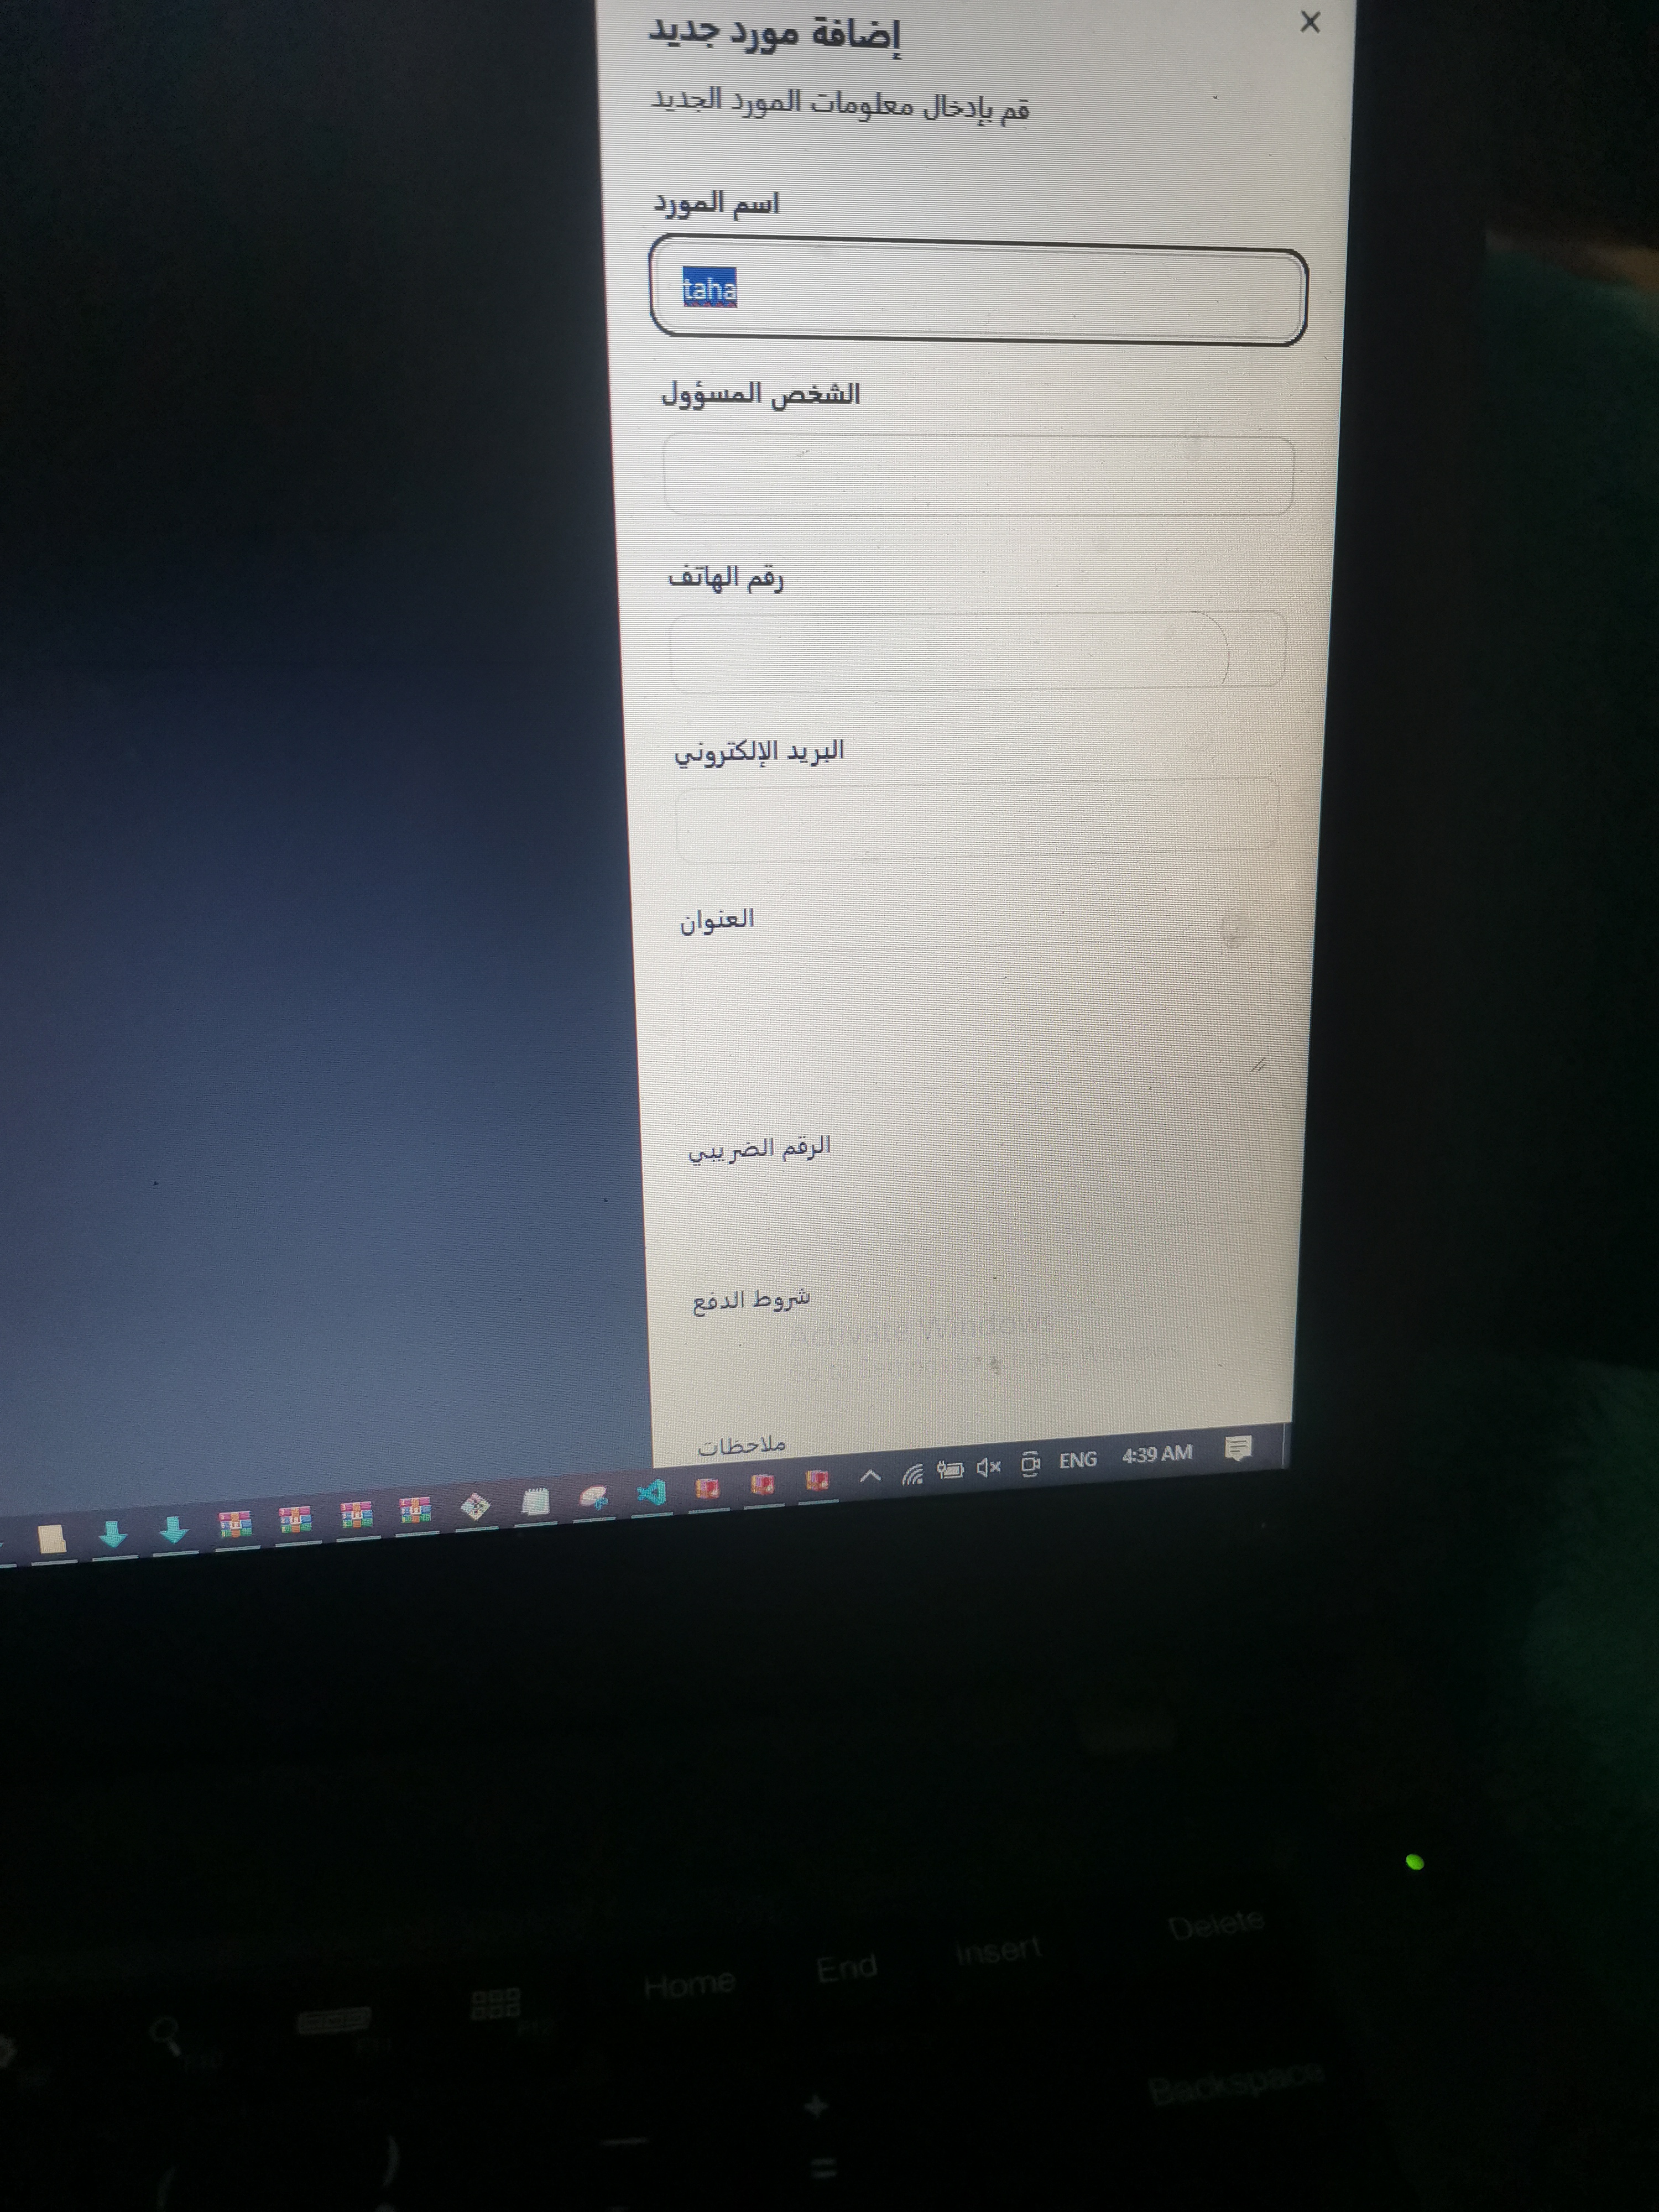 إضافة مورد جديد
قم بإدخال معلومات المورد الجديد
اسم المورد
taha
الشخص المسؤول
رقم الهاتف
البريد الإلكتروني
العنوان
الرقم الضريبي
شروط الدفع
Activate Windows
Go to Settings to activate Windows.
ملاحظات
ENG
4:39 AM
Home
End
Insert
Delete
Backspace
+
=
)
(